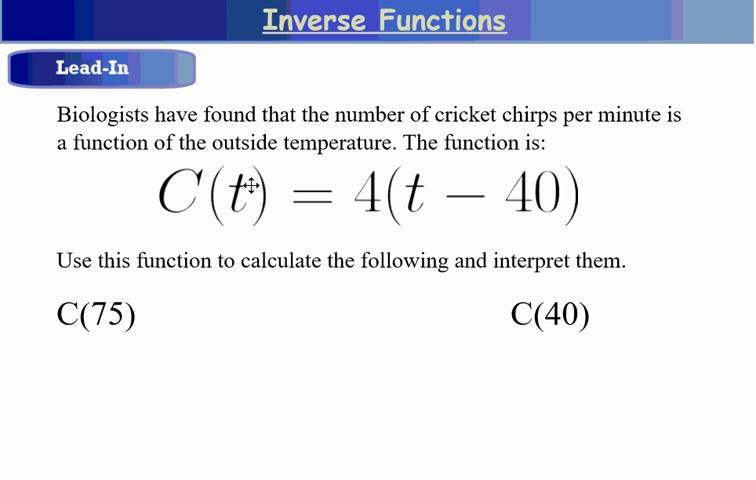 Inverse Functions
Lead-In
Biologists have found that the number of cricket chirps per minute is
a function of the outside temperature. The function is:
C(t) = 4(t − 40)
Use this function to calculate the following and interpret them.
C(75) C(40)